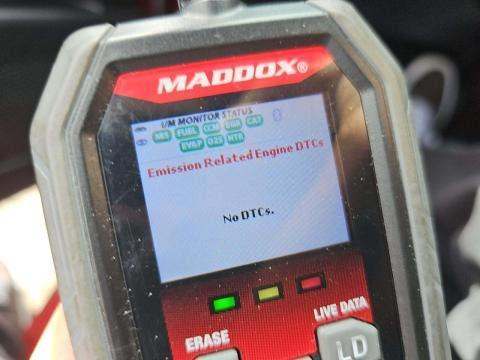 MADDOX®
I/M MONITOR STATUS
MIS FUEL CCM EGR CAT
EVAP O2S HTR
Emission Related Engine DTCs
No DTCs.
LIVE DATA
ERASE
LD